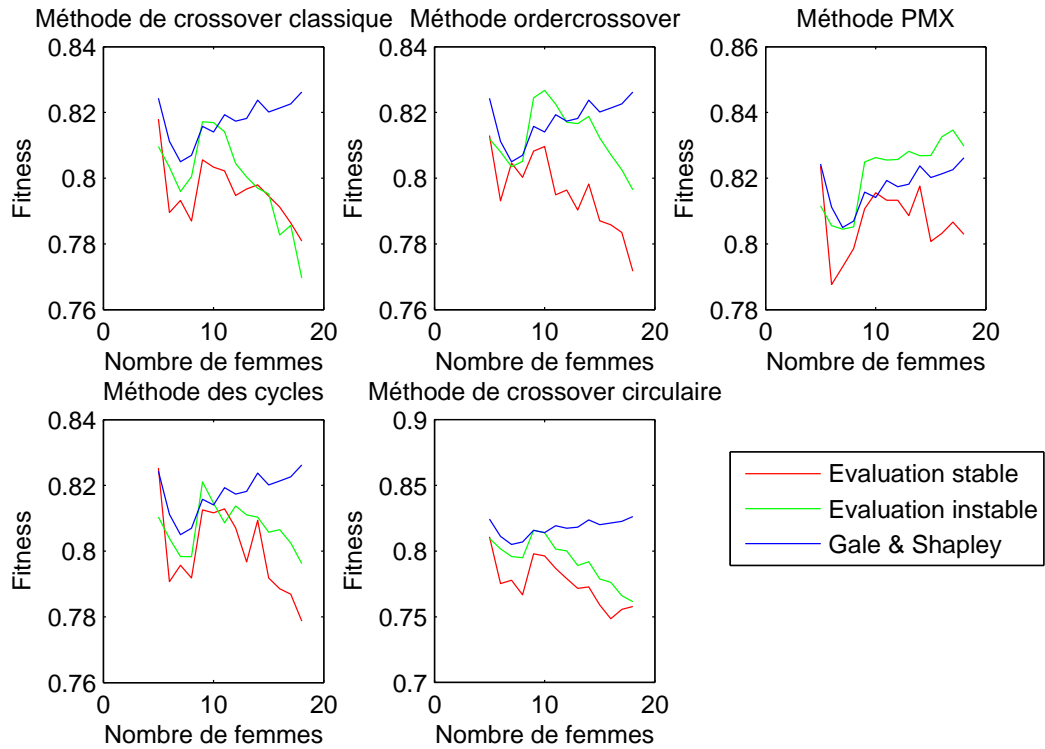 Méthode de crossover classique
0.84
0.82
0.8
0.78
0.76
Fitness
0
10
20
Nombre de femmes
Méthode ordercrossover
0.84
0.82
0.8
0.78
0.76
Fitness
0
10
20
Nombre de femmes
Méthode PMX
0.86
0.84
0.82
0.8
0.78
Fitness
0
10
20
Nombre de femmes
Méthode des cycles
0.84
0.82
0.8
0.78
0.76
Fitness
0
10
20
Nombre de femmes
Méthode de crossover circulaire
0.9
0.85
0.8
0.75
0.7
Fitness
0
10
20
Nombre de femmes
Evaluation stable
Evaluation instable
Gale & Shapley